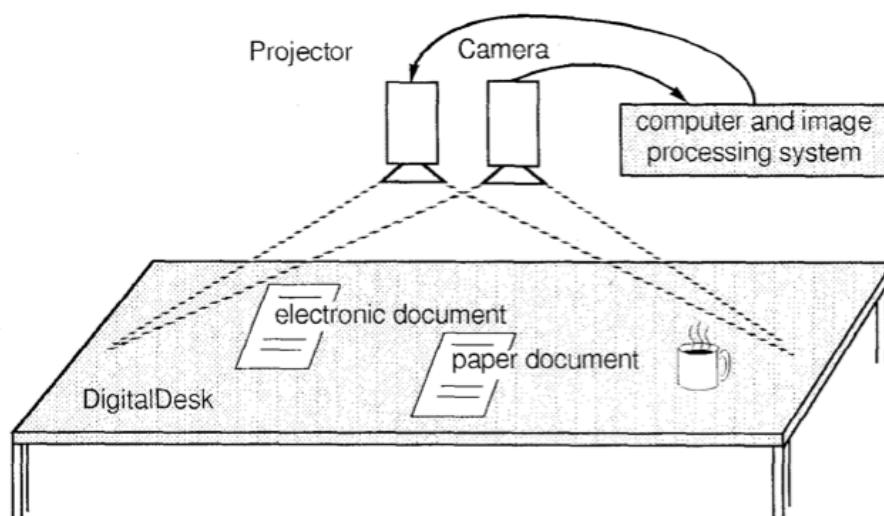 Projector
Camera
computer and image
processing system
electronic document
paper document
DigitalDesk